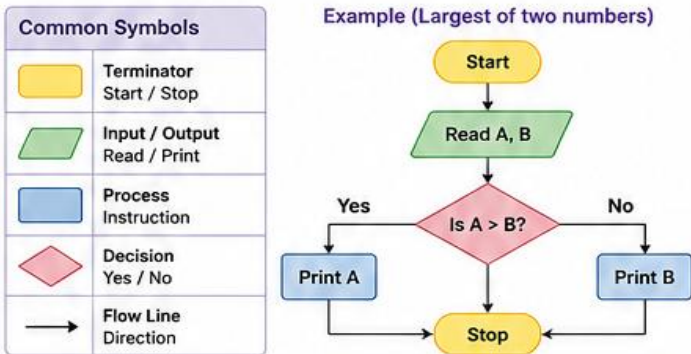 Common Symbols
Terminator
Start / Stop
Input / Output
Read / Print
Process
Instruction
Decision
Yes / No
Flow Line
Direction
Example (Largest of two numbers)
Start
Read A, B
Is A > B?
Yes
No
Print A
Print B
Stop